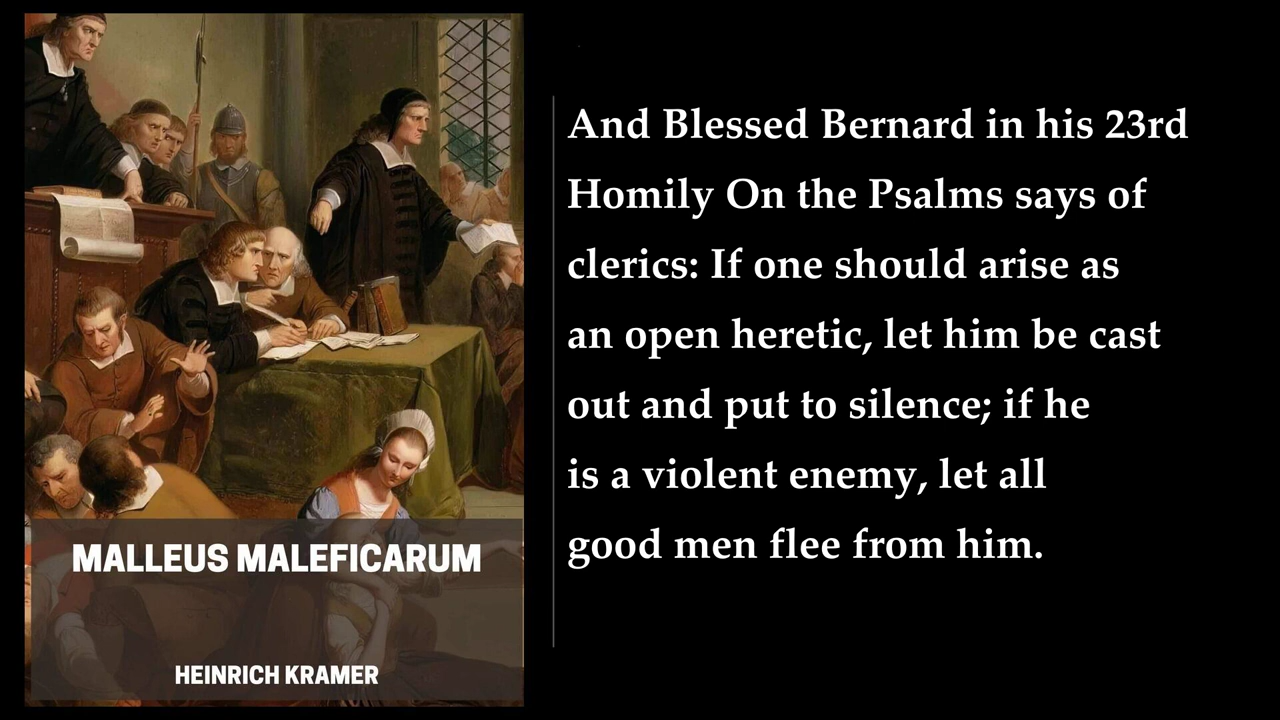 MALLEUS MALEFICARUM
HEINRICH KRAMER
And Blessed Bernard in his 23rd
Homily On the Psalms says of
clerics: If one should arise as
an open heretic, let him be cast
out and put to silence; if he
is a violent enemy, let all
good men flee from him.